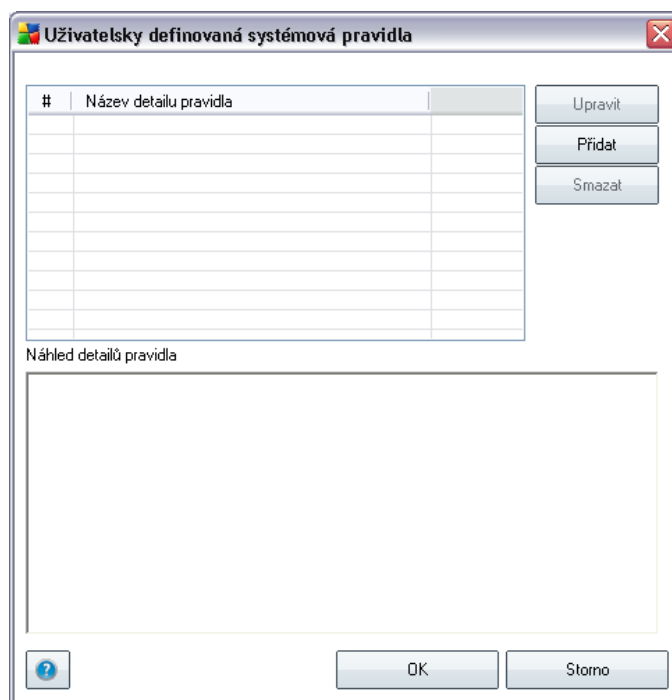 Uživatelsky definovaná systémová pravidla
# Název detailu pravidla
Upravit
Přidat
Smazat
Náhled detailů pravidla
?
OK
Storno